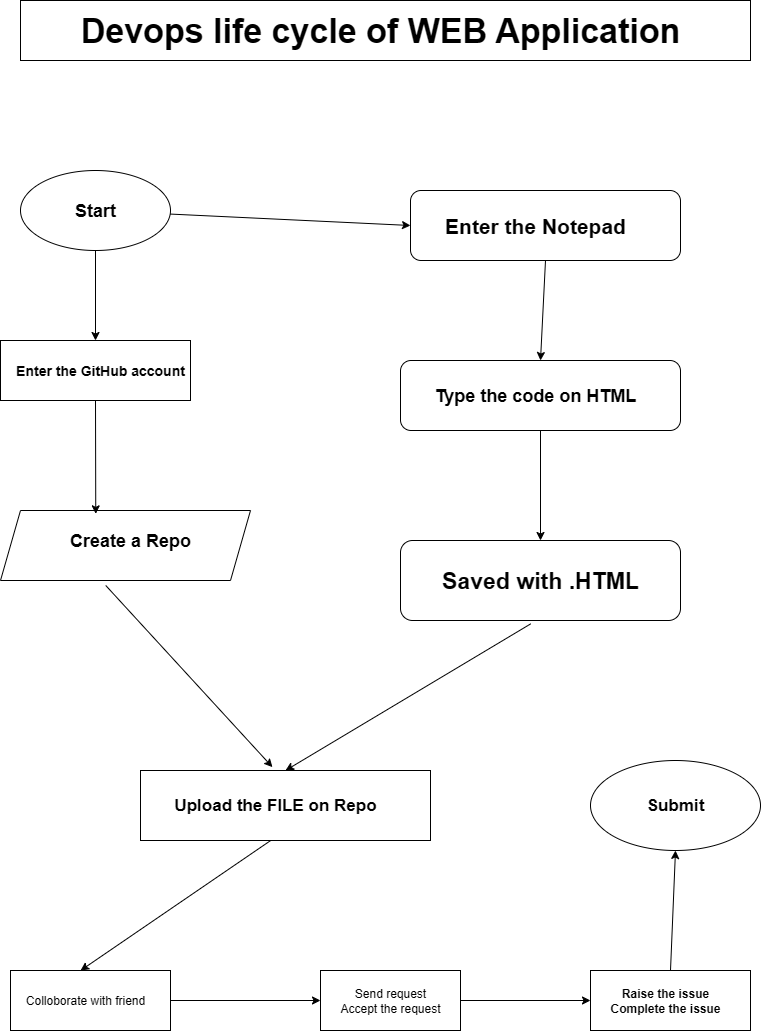 Devops life cycle of WEB Application
Start
Enter the Notepad
Enter the GitHub account
Type the code on HTML
Create a Repo
Saved with .HTML
Upload the FILE on Repo
Submit
Colloborate with friend
Send request
Accept the request
Raise the issue
Complete the issue